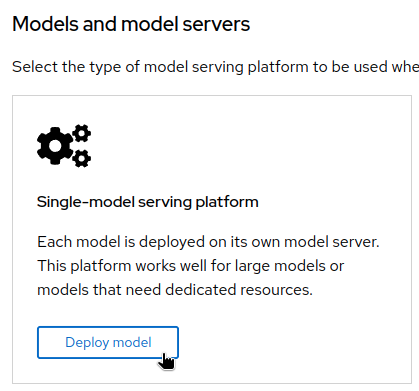 Models and model servers
Select the type of model serving platform to be used whe
Single-model serving platform
Each model is deployed on its own model server.
This platform works well for large models or
models that need dedicated resources.
Deploy model